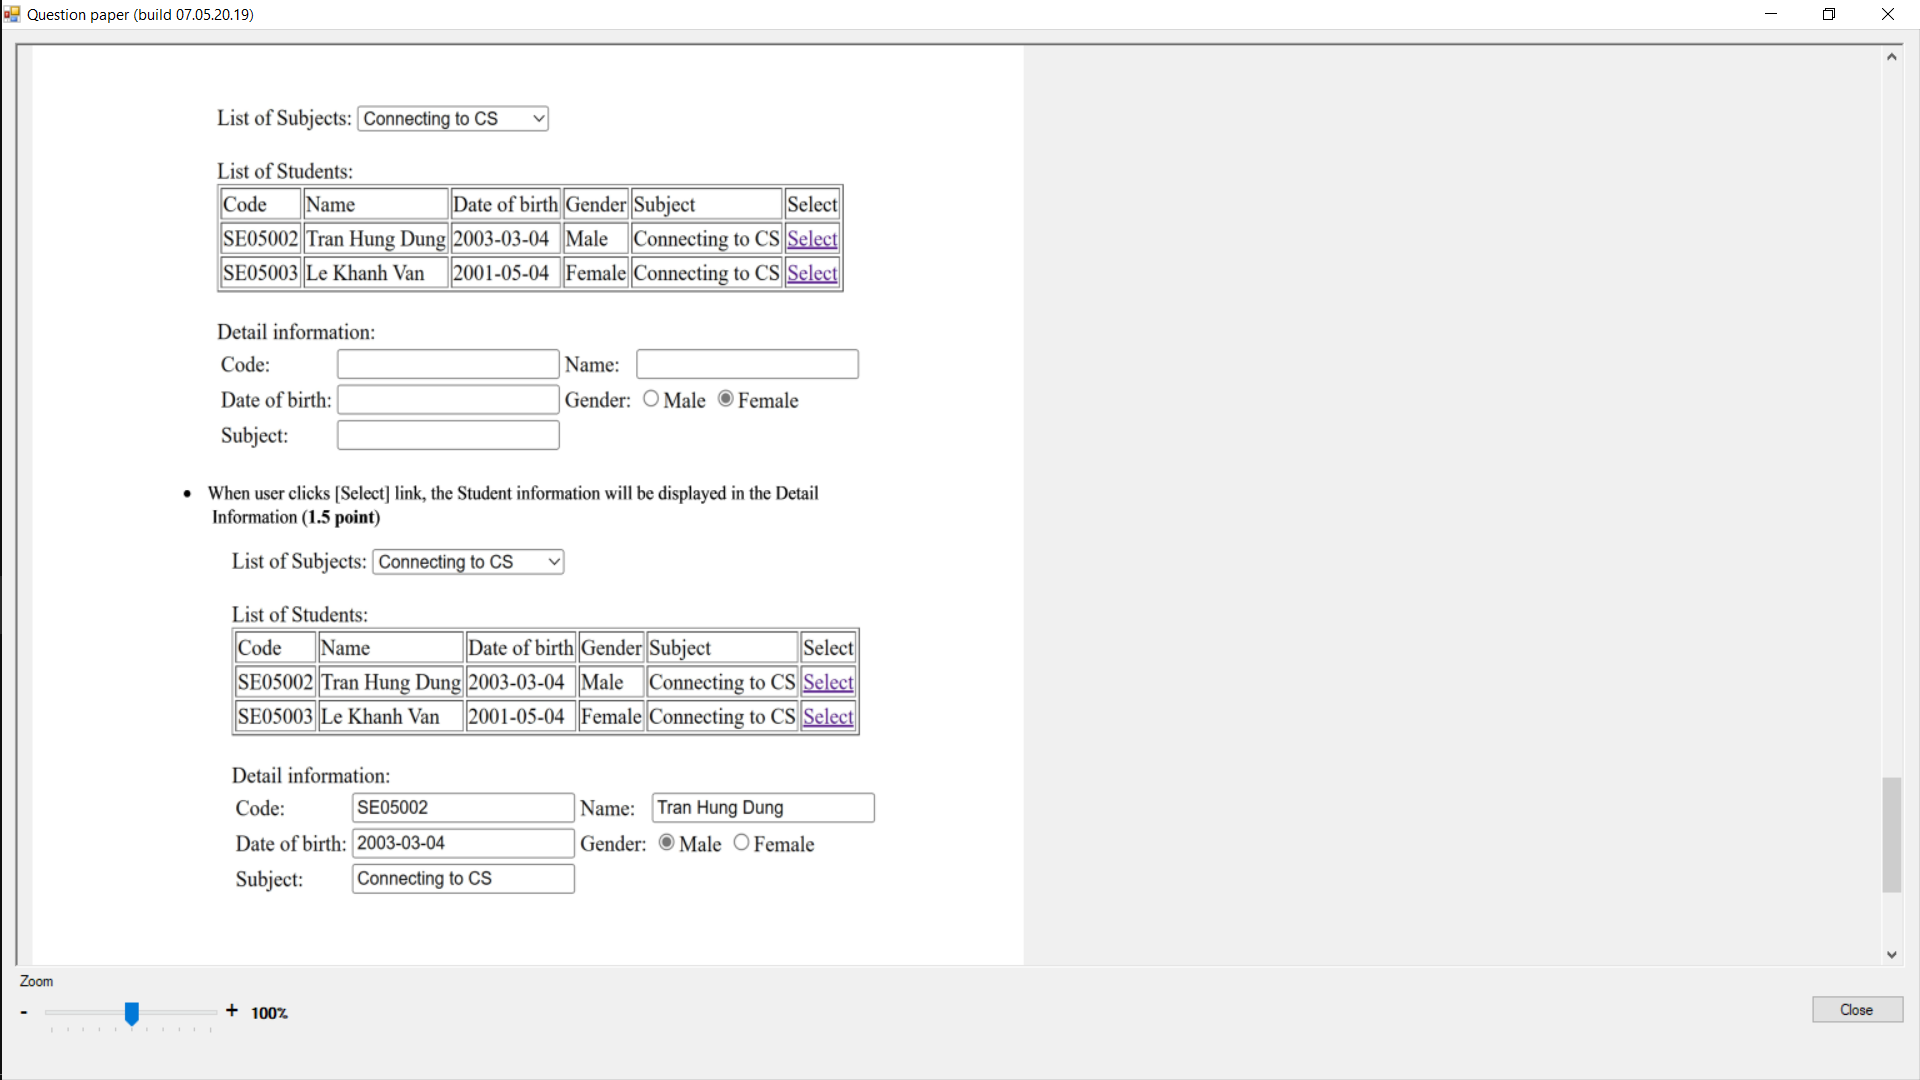 Question paper (build 07.05.20.19)
List of Subjects: Connecting to CS
List of Students:
Code Name Date of birth Gender Subject Select
SE05002 Tran Hung Dung 2003-03-04 Male Connecting to CS Select
SE05003 Le Khanh Van 2001-05-04 Female Connecting to CS Select
Detail information:
Code: Name:
Date of birth: Gender: Male Female
Subject:
• When user clicks [Select] link, the Student information will be displayed in the Detail
Information (1.5 point)
List of Subjects: Connecting to CS
List of Students:
Code Name Date of birth Gender Subject Select
SE05002 Tran Hung Dung 2003-03-04 Male Connecting to CS Select
SE05003 Le Khanh Van 2001-05-04 Female Connecting to CS Select
Detail information:
Code: SE05002 Name: Tran Hung Dung
Date of birth: 2003-03-04 Gender: Male Female
Subject: Connecting to CS
Zoom
- + 100%
Close